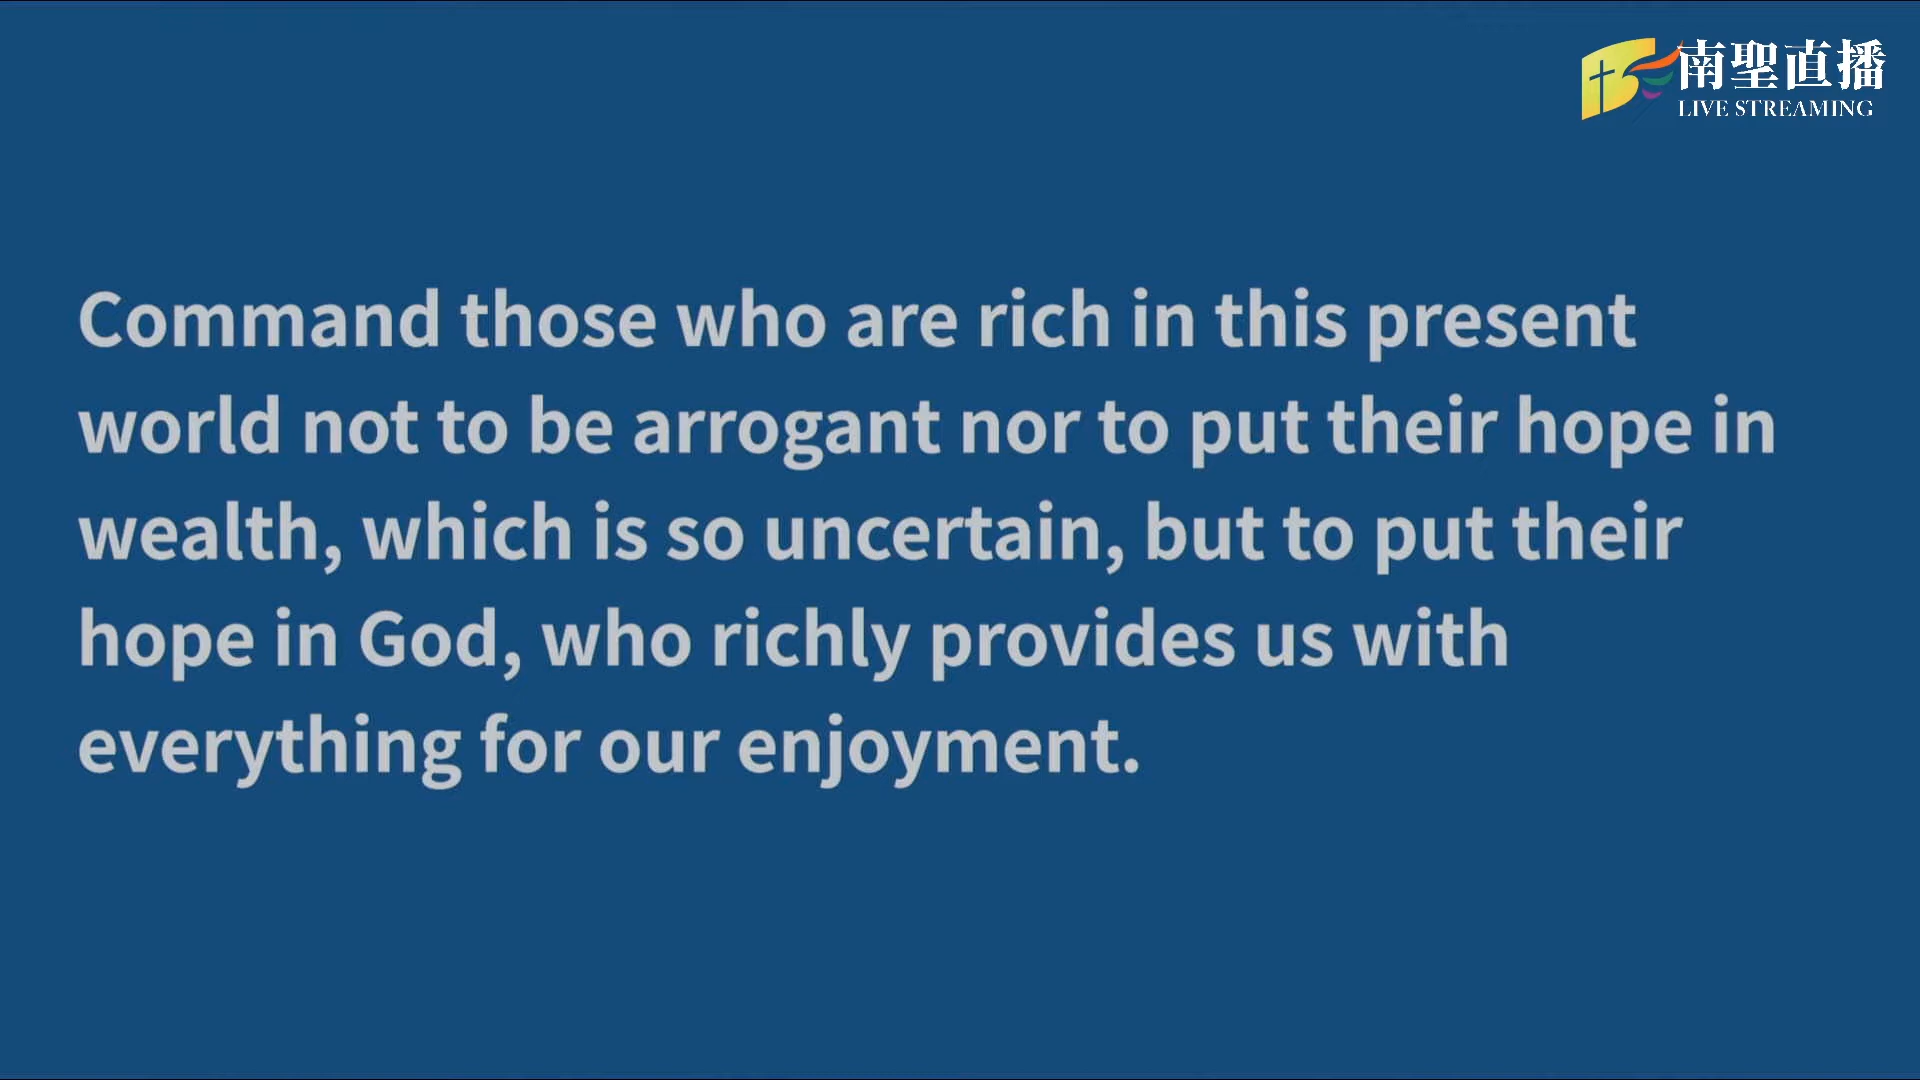 南聖直播
LIVE STREAMING
Command those who are rich in this present
world not to be arrogant nor to put their hope in
wealth, which is so uncertain, but to put their
hope in God, who richly provides us with
everything for our enjoyment.